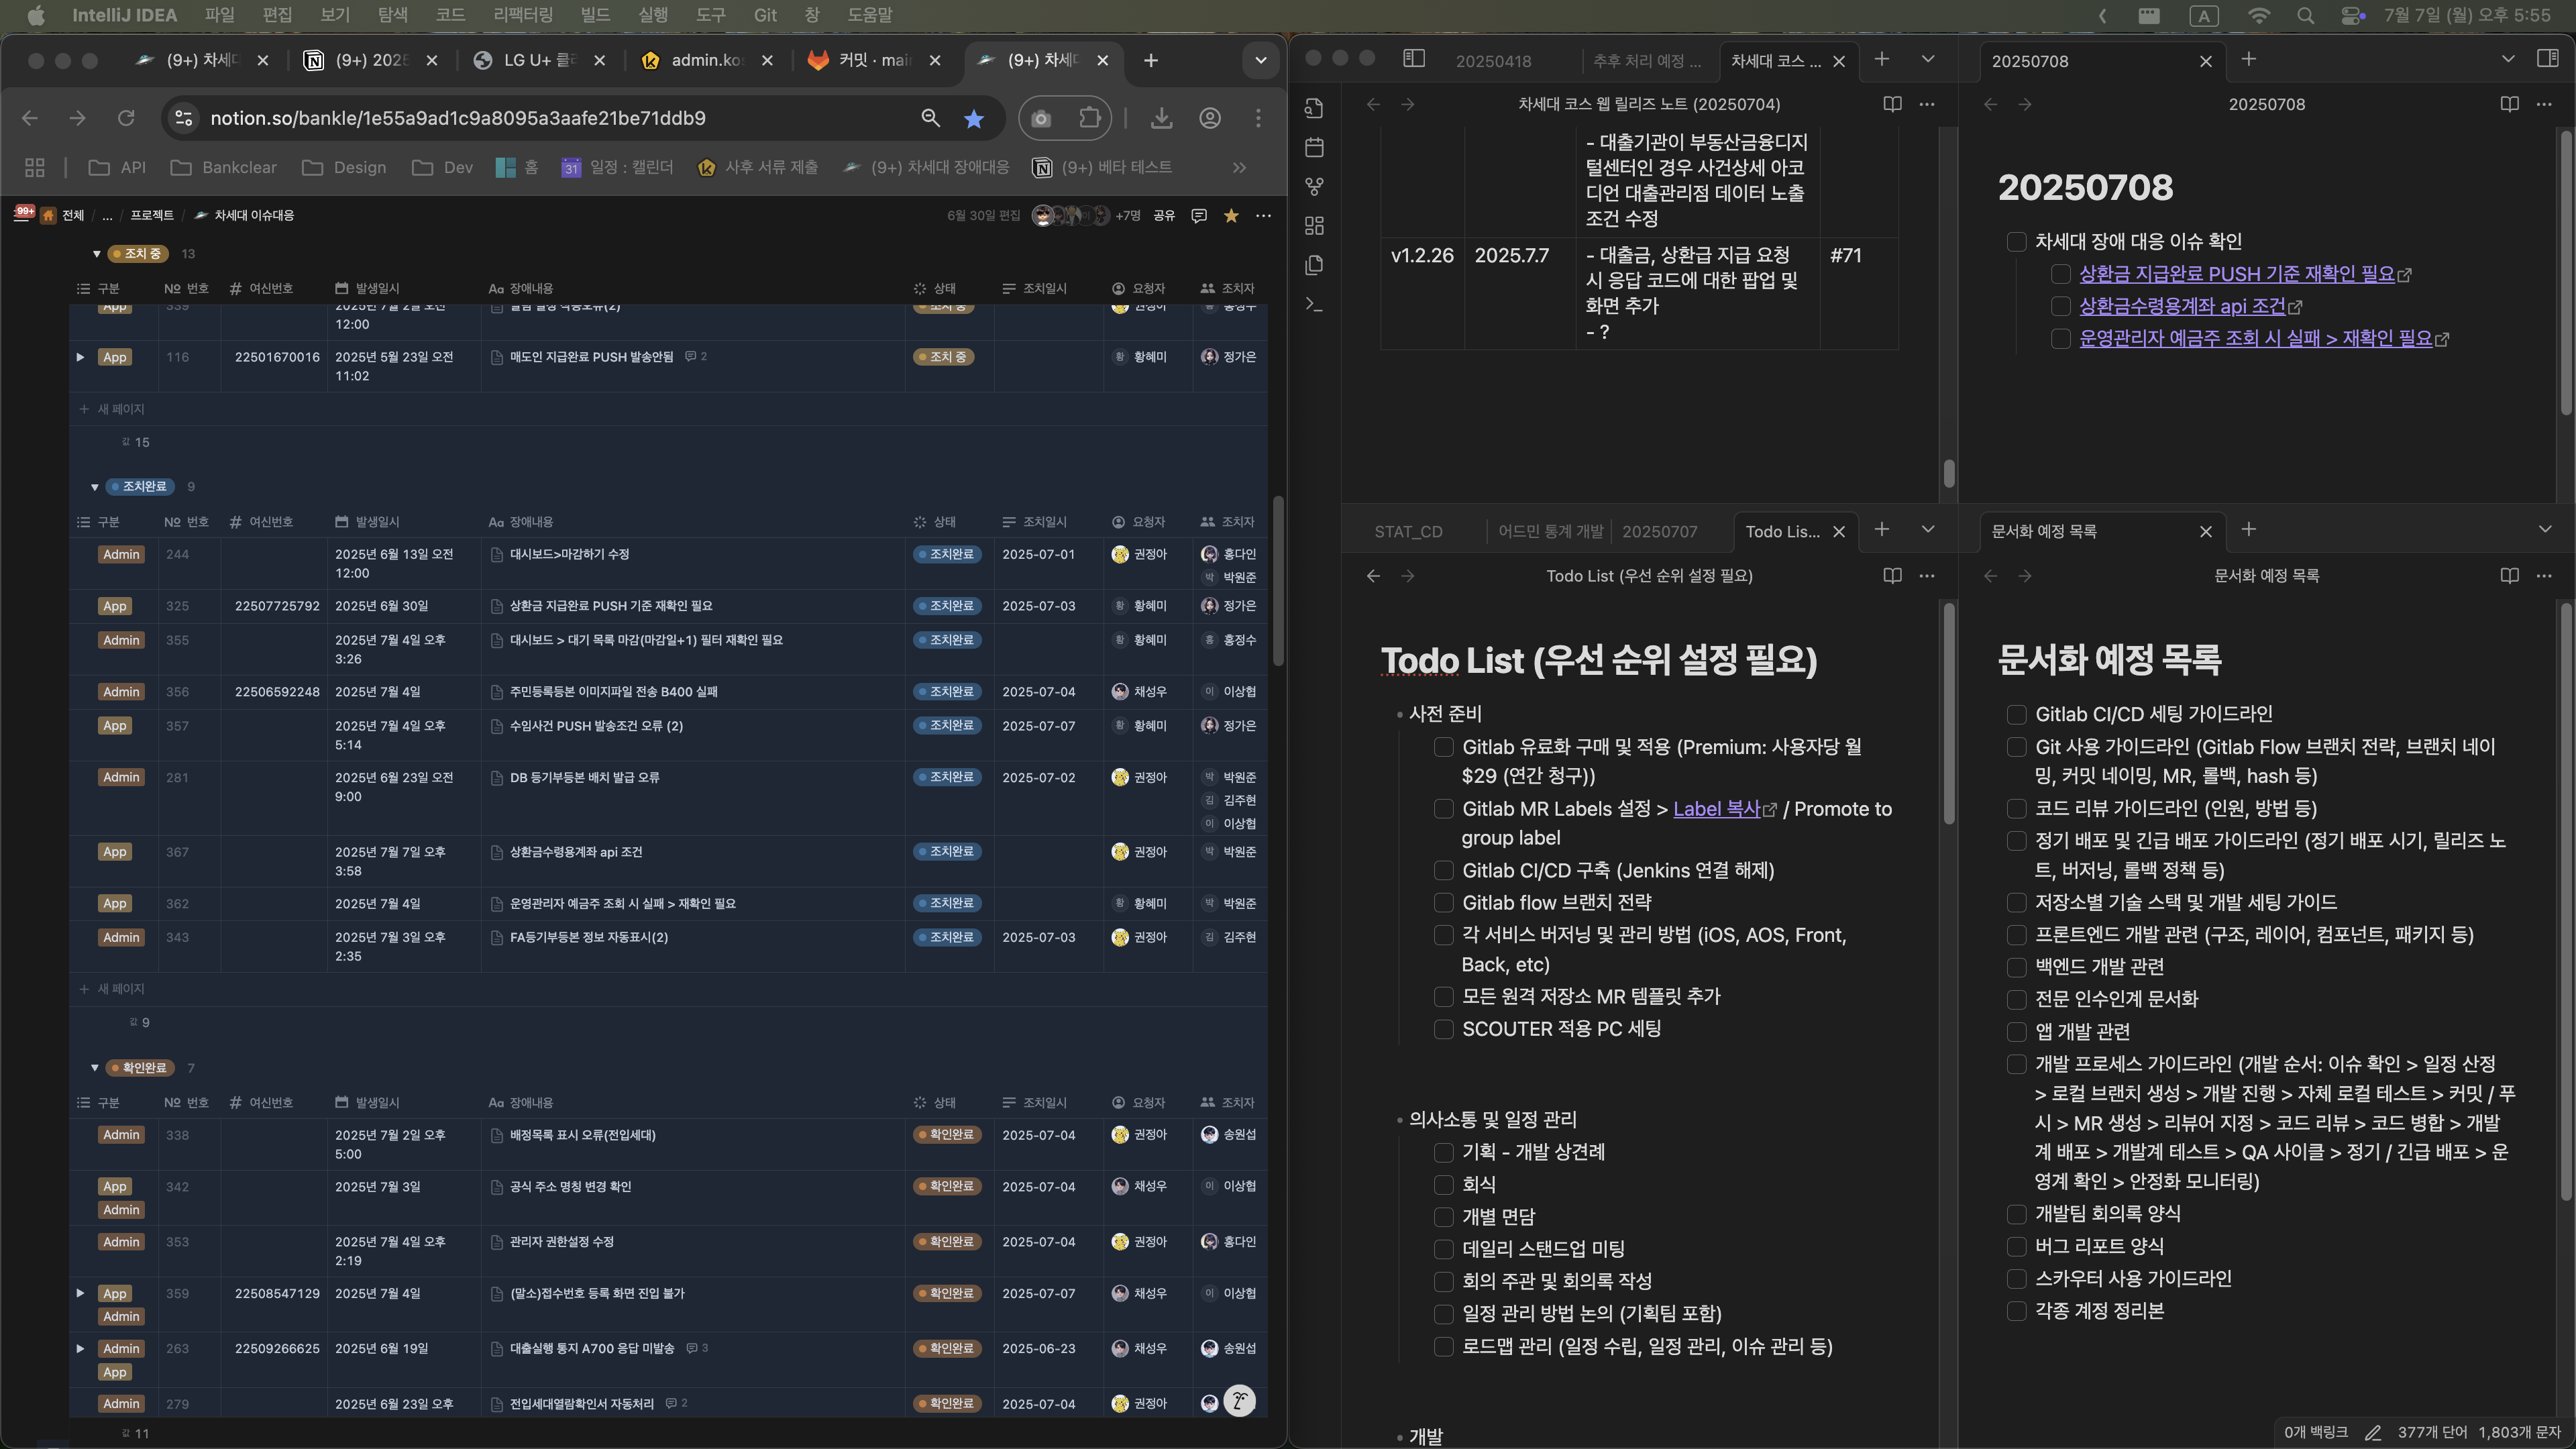 IntelliJ IDEA 파일 편집 보기 탐색 코드 리팩터링 빌드 실행 도구 Git 창 도움말
A 7월 7일 (월) 오후 5:55
(9+) 차세대 (9+) 2025 LG U+ admin.ko 커밋 · mai (9+) 차세대
notion.so/bankle/1e55a9ad1c9a8095a3aafe21be71ddb9
API Bankclear Design Dev 홈 31 일정 : 캘린더 사후 서류 제출 (9+) 차세대 장애대응 (9+) 베타 테스트 »
99+ 전체 / ... / 프로젝트 / 차세대 이슈대응
6월 30일 편집 +7명 공유
조치 중 13
구분 번호 여신번호 발생일시 장애내용 상태 조치일시 요청자 조치자
12:00
App 116 22501670016 2025년 5월 23일 오전 11:02 매도인 지급완료 PUSH 발송안됨 2 조치 중 황혜미 정가은
+ 새 페이지
값 15
조치완료 9
구분 번호 여신번호 발생일시 장애내용 상태 조치일시 요청자 조치자
Admin 244 2025년 6월 13일 오전 12:00 대시보드>마감하기 수정 조치완료 2025-07-01 권정아 홍다인 박원준
App 325 22507725792 2025년 6월 30일 상환금 지급완료 PUSH 기준 재확인 필요 조치완료 2025-07-03 황혜미 정가은
Admin 355 2025년 7월 4일 오후 3:26 대시보드 > 대기 목록 마감(마감일+1) 필터 재확인 필요 조치완료 황혜미 홍정수
Admin 356 22506592248 2025년 7월 4일 주민등록등본 이미지파일 전송 B400 실패 조치완료 2025-07-04 채성우 이상협
App 357 2025년 7월 4일 오후 5:14 수임사건 PUSH 발송조건 오류 (2) 조치완료 2025-07-07 황혜미 정가은
Admin 281 2025년 6월 23일 오전 9:00 DB 등기부등본 배치 발급 오류 조치완료 2025-07-02 권정아 박원준 김주현 이상협
App 367 2025년 7월 7일 오후 3:58 상환금수령용계좌 api 조건 조치완료 권정아 박원준
App 362 2025년 7월 4일 운영관리자 예금주 조회 시 실패 > 재확인 필요 조치완료 황혜미 박원준
Admin 343 2025년 7월 3일 오후 2:35 FA등기부등본 정보 자동표시(2) 조치완료 2025-07-03 권정아 김주현
+ 새 페이지
값 9
확인완료 7
구분 번호 여신번호 발생일시 장애내용 상태 조치일시 요청자 조치자
Admin 338 2025년 7월 2일 오후 5:00 배정목록 표시 오류(전입세대) 확인완료 2025-07-04 권정아 송원섭
App Admin 342 2025년 7월 3일 공식 주소 명칭 변경 확인 확인완료 2025-07-04 채성우 이상협
Admin 353 2025년 7월 4일 오후 2:19 관리자 권한설정 수정 확인완료 2025-07-04 권정아 홍다인
App Admin 359 22508547129 2025년 7월 4일 (말소)접수번호 등록 화면 진입 불가 확인완료 2025-07-07 채성우 이상협
Admin App 263 22509266625 2025년 6월 19일 대출실행 통지 A700 응답 미발송 3 확인완료 2025-06-23 채성우 송원섭
Admin 279 2025년 6월 23일 오후 전입세대열람확인서 자동처리 2 확인완료 2025-07-04 권정아
값 11
20250418 추후 처리 예정 ... 차세대 코스 ...
차세대 코스 웹 릴리즈 노트 (20250704)
- 대출기관이 부동산금융디지
털센터인 경우 사건상세 아코
디언 대출관리점 데이터 노출
조건 수정
v1.2.26 2025.7.7 - 대출금, 상환급 지급 요청 #71
시 응답 코드에 대한 팝업 및
화면 추가
- ?
20250708
20250708
20250708
차세대 장애 대응 이슈 확인
상환금 지급완료 PUSH 기준 재확인 필요
상환금수령용계좌 api 조건
운영관리자 예금주 조회 시 실패 > 재확인 필요
STAT_CD 어드민 통계 개발 20250707 Todo Lis...
Todo List (우선 순위 설정 필요)
Todo List (우선 순위 설정 필요)
사전 준비
Gitlab 유료화 구매 및 적용 (Premium: 사용자당 월
$29 (연간 청구))
Gitlab MR Labels 설정 > Label 복사 / Promote to
group label
Gitlab CI/CD 구축 (Jenkins 연결 해제)
Gitlab flow 브랜치 전략
각 서비스 버저닝 및 관리 방법 (iOS, AOS, Front,
Back, etc)
모든 원격 저장소 MR 템플릿 추가
SCOUTER 적용 PC 세팅
의사소통 및 일정 관리
기획 - 개발 상견례
회식
개별 면담
데일리 스탠드업 미팅
회의 주관 및 회의록 작성
일정 관리 방법 논의 (기획팀 포함)
로드맵 관리 (일정 수립, 일정 관리, 이슈 관리 등)
개발
문서화 예정 목록
문서화 예정 목록
문서화 예정 목록
Gitlab CI/CD 세팅 가이드라인
Git 사용 가이드라인 (Gitlab Flow 브랜치 전략, 브랜치 네이
밍, 커밋 네이밍, MR, 롤백, hash 등)
코드 리뷰 가이드라인 (인원, 방법 등)
정기 배포 및 긴급 배포 가이드라인 (정기 배포 시기, 릴리즈 노
트, 버저닝, 롤백 정책 등)
저장소별 기술 스택 및 개발 세팅 가이드
프론트엔드 개발 관련 (구조, 레이어, 컴포넌트, 패키지 등)
백엔드 개발 관련
전문 인수인계 문서화
앱 개발 관련
개발 프로세스 가이드라인 (개발 순서: 이슈 확인 > 일정 산정
> 로컬 브랜치 생성 > 개발 진행 > 자체 로컬 테스트 > 커밋 / 푸
시 > MR 생성 > 리뷰어 지정 > 코드 리뷰 > 코드 병합 > 개발
계 배포 > 개발계 테스트 > QA 사이클 > 정기 / 긴급 배포 > 운
영계 확인 > 안정화 모니터링)
개발팀 회의록 양식
버그 리포트 양식
스카우터 사용 가이드라인
각종 계정 정리본
0개 백링크 377개 단어 1,803개 문자